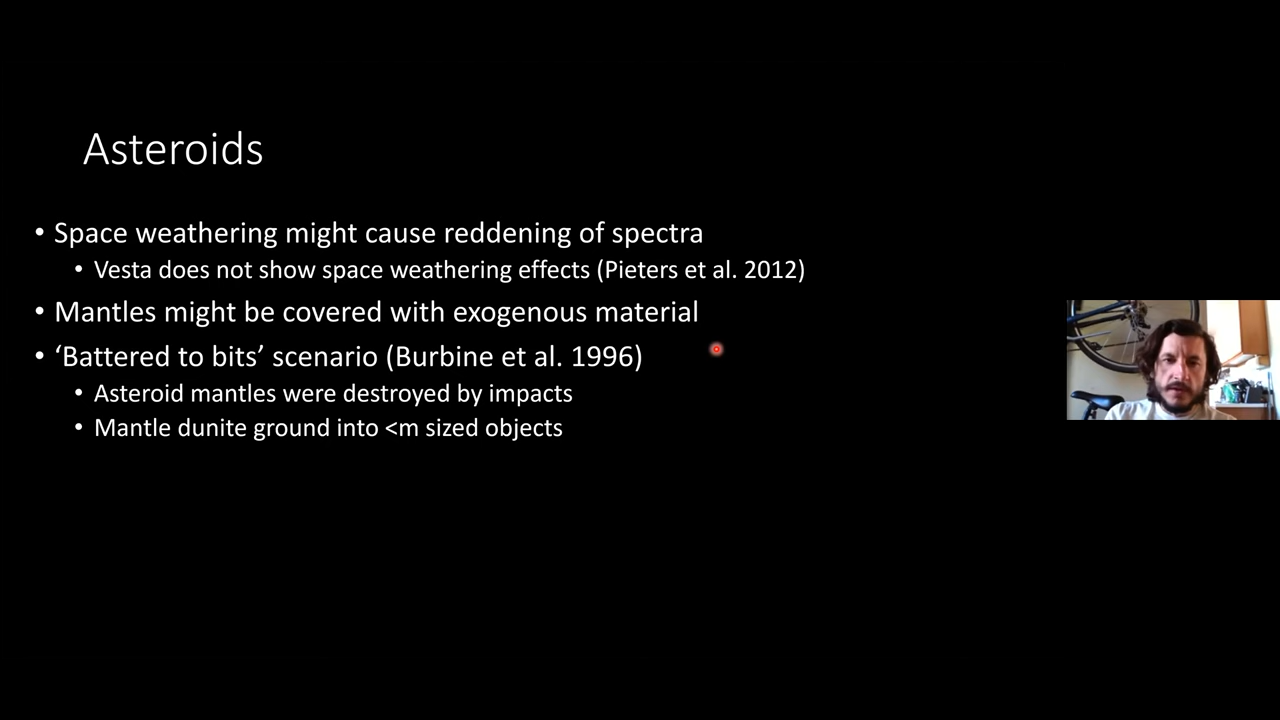 Asteroids
• Space weathering might cause reddening of spectra
• Vesta does not show space weathering effects (Pieters et al. 2012)
• Mantles might be covered with exogenous material
• ‘Battered to bits’ scenario (Burbine et al. 1996)
• Asteroid mantles were destroyed by impacts
• Mantle dunite ground into <m sized objects